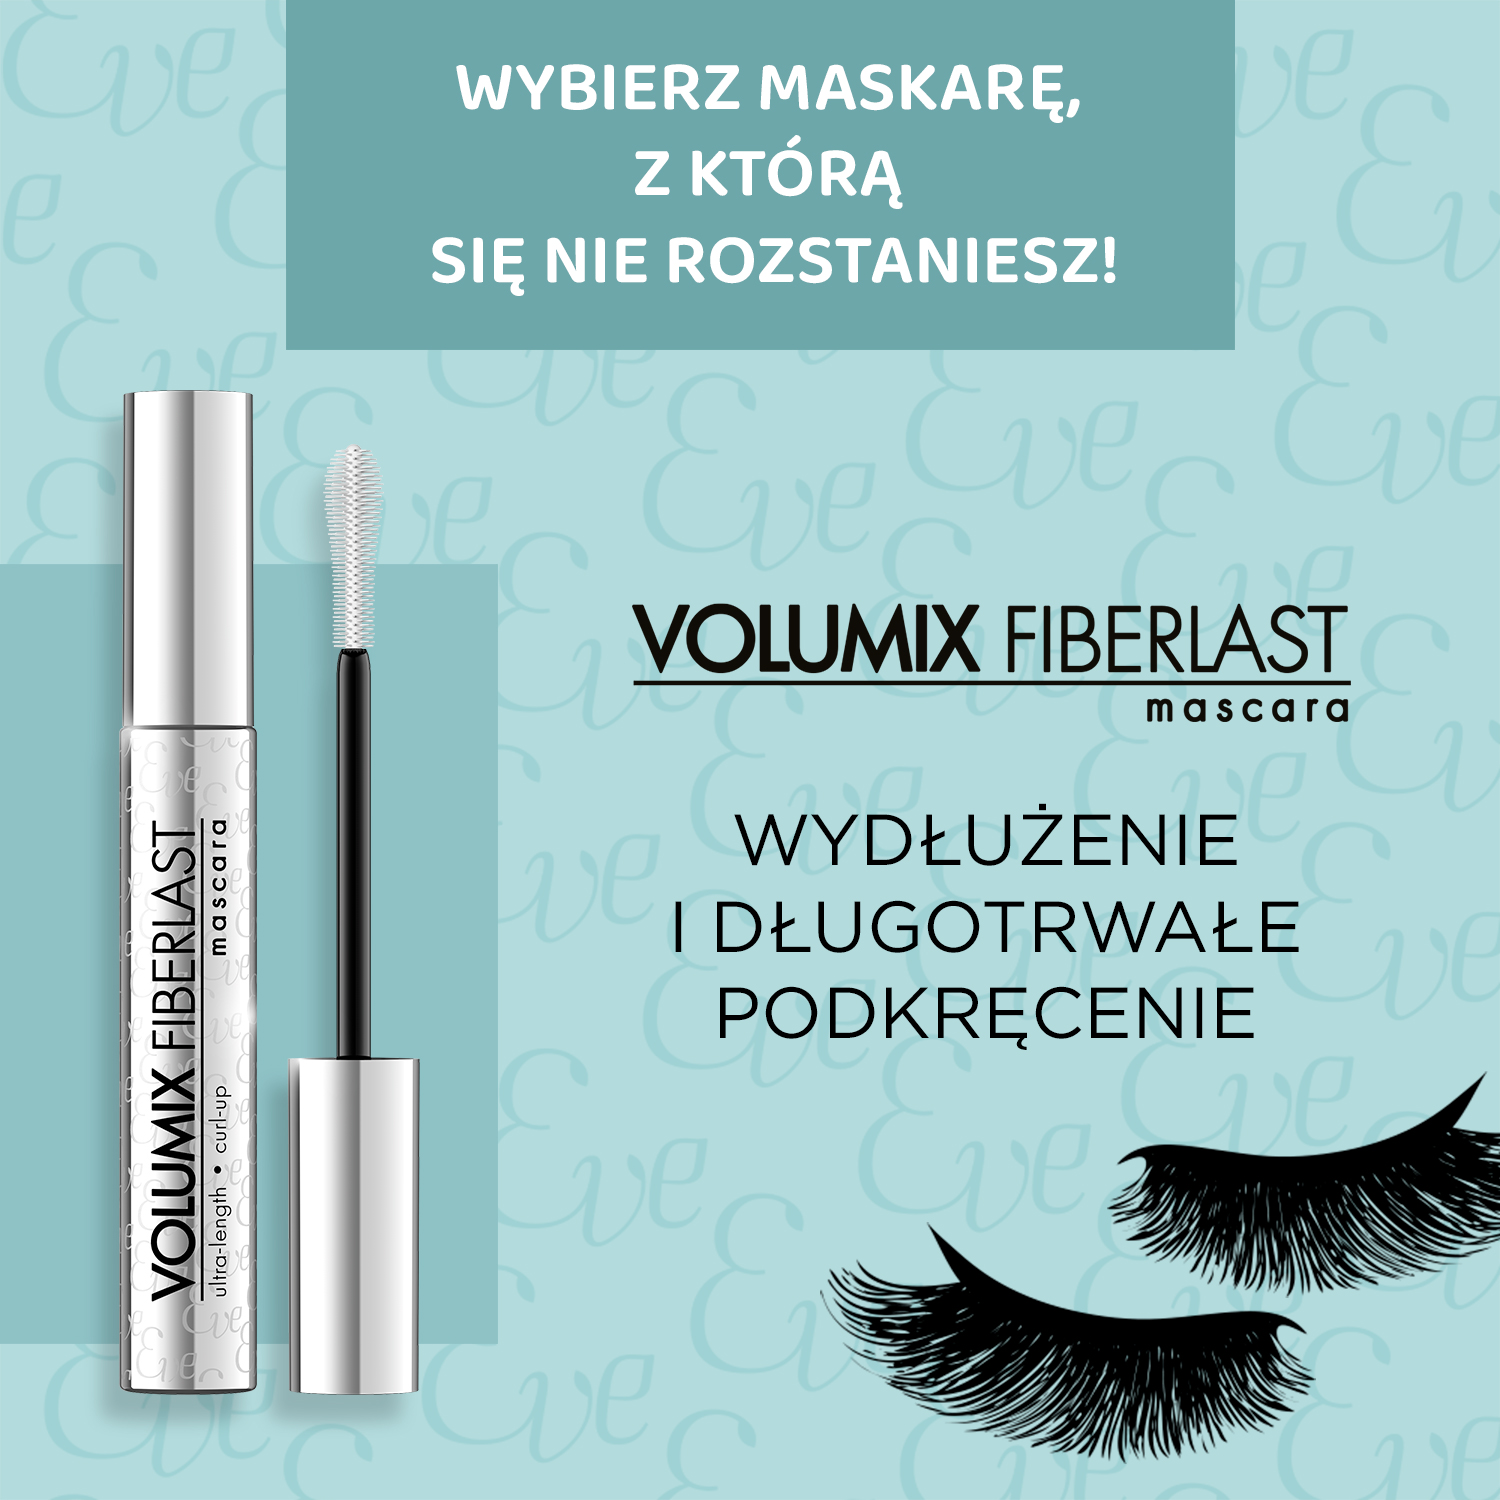 WYBIERZ MASKARĘ,
Z KTÓRĄ
SIĘ NIE ROZSTANIESZ!
VOLUMIX FIBERLAST
mascara
WYDŁUŻENIE
I DŁUGOTRWAŁE
PODKRĘCENIE
VOLUMIX FIBERLAST
mascara
ultra-length • curl-up
Eve